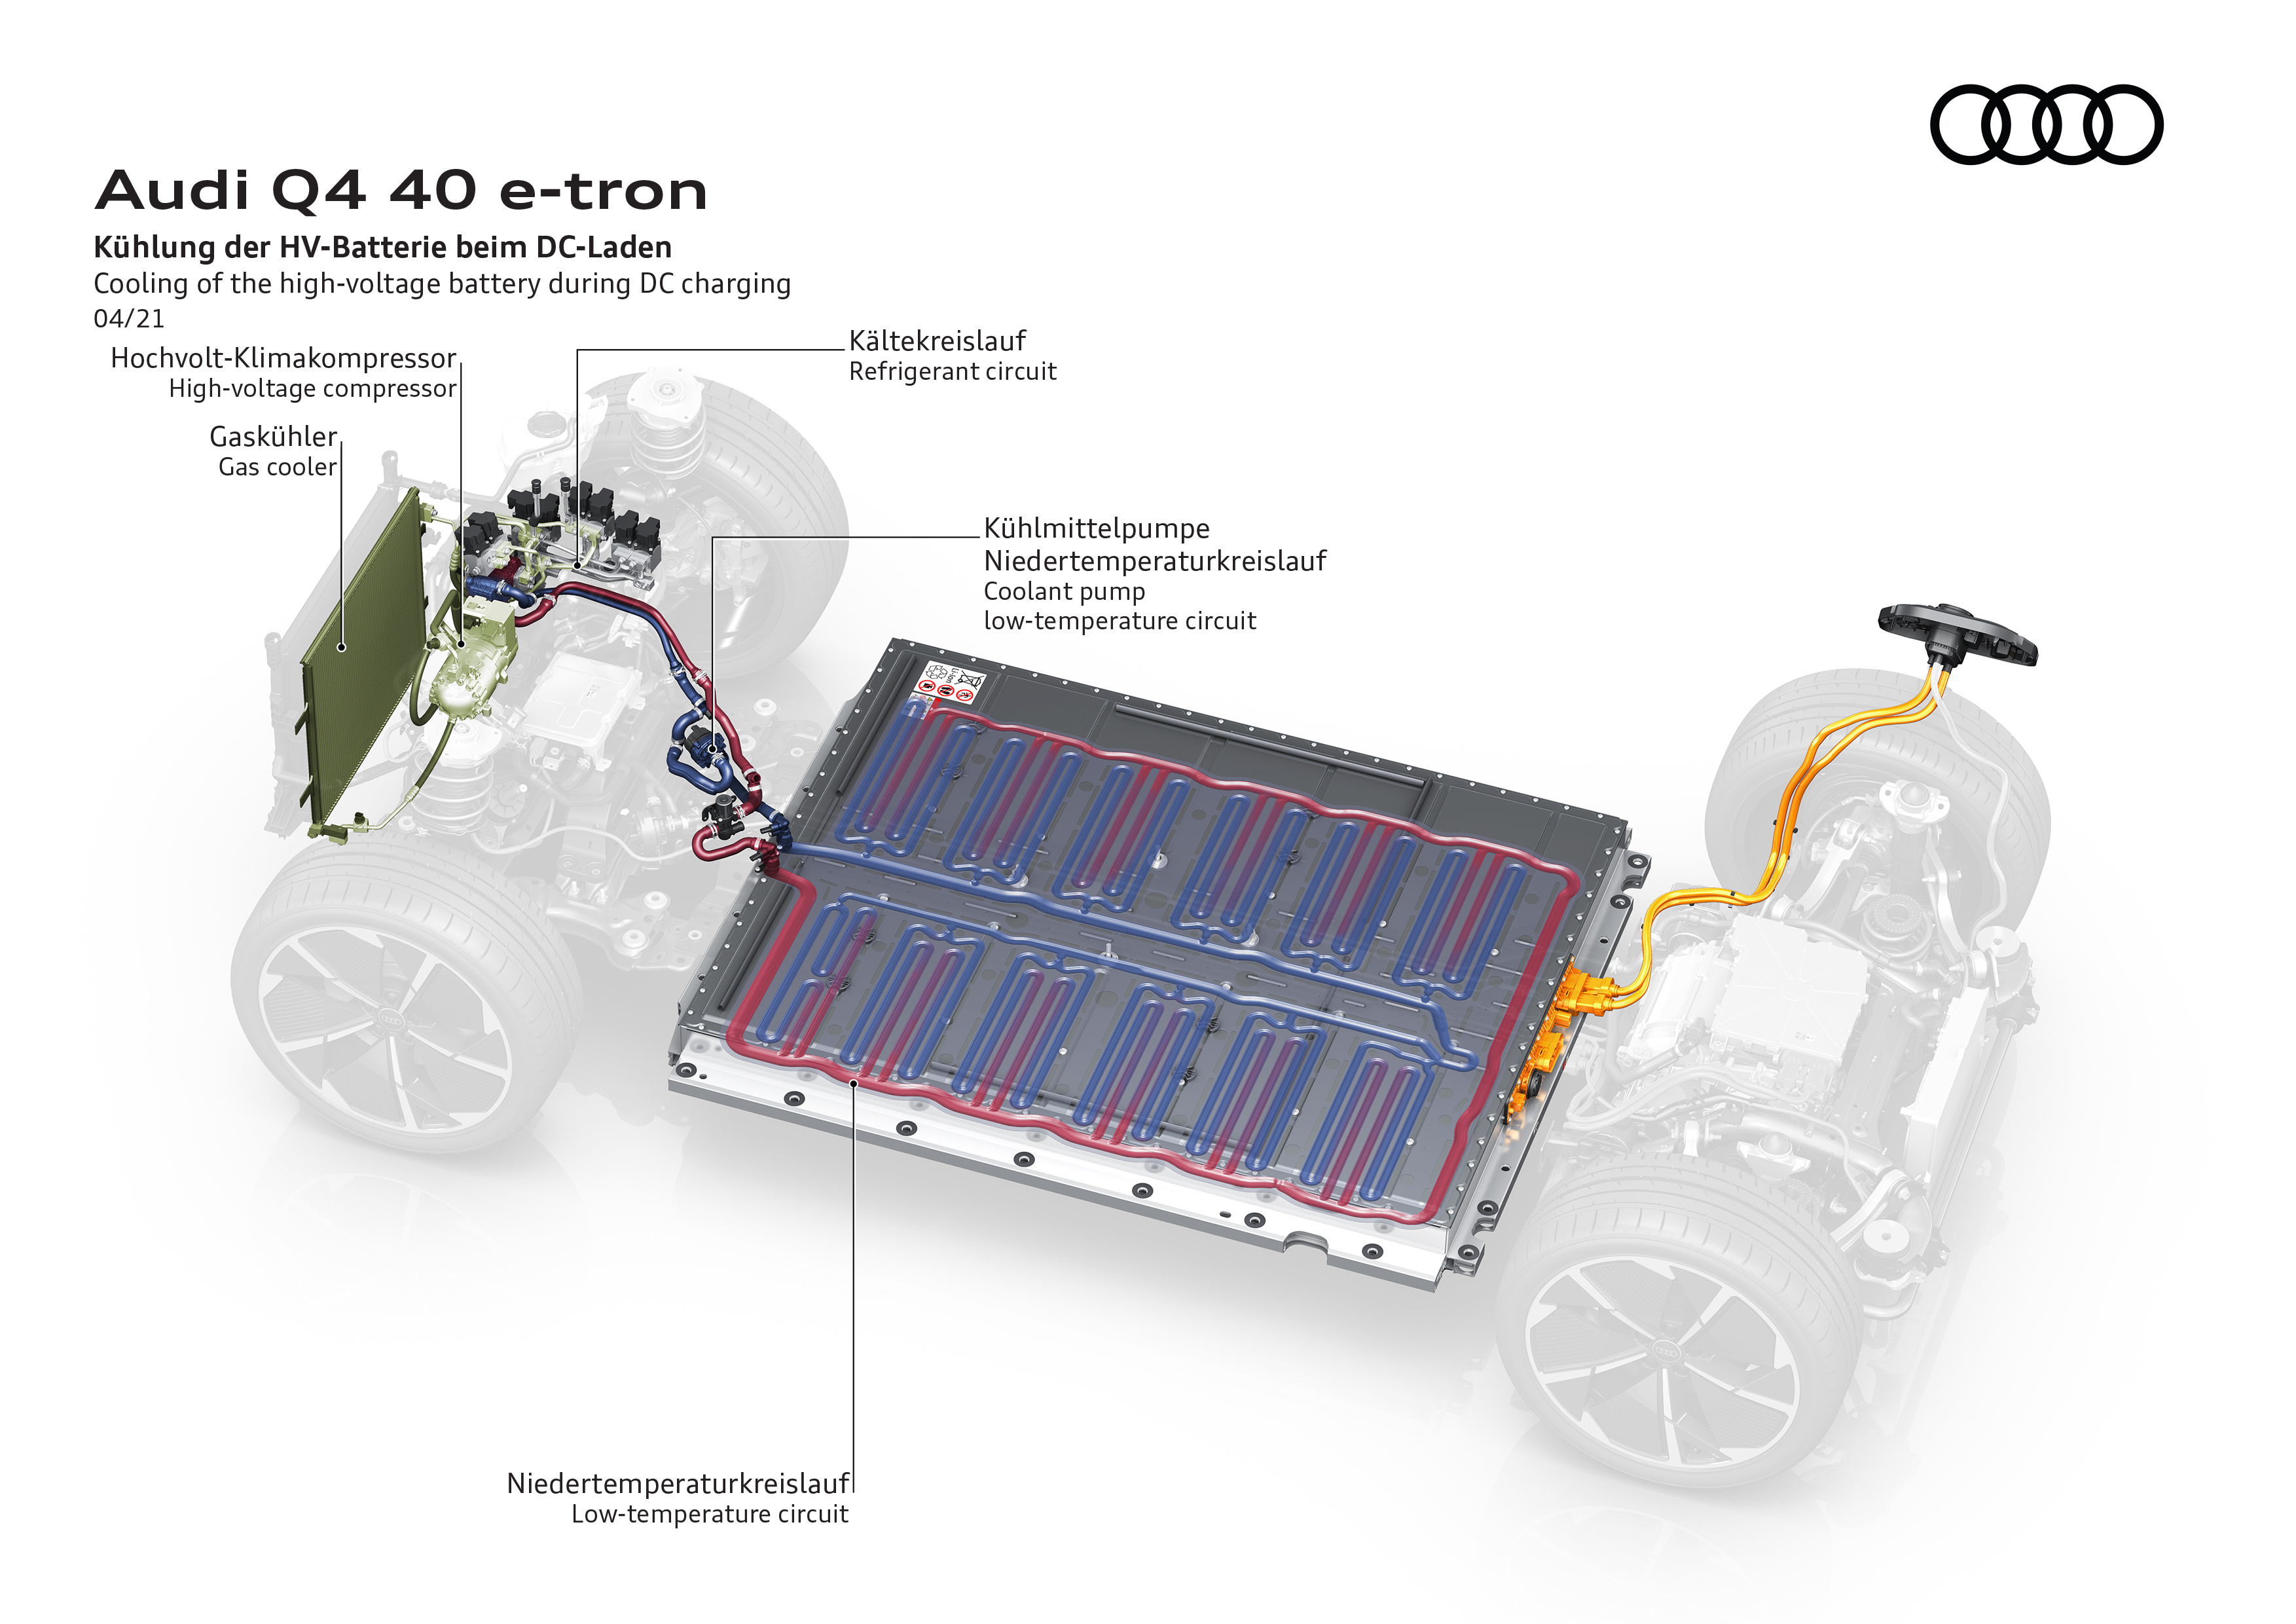 Audi Q4 40 e-tron
Kühlung der HV-Batterie beim DC-Laden
Cooling of the high-voltage battery during DC charging
04/21
Hochvolt-Klimakompressor
High-voltage compressor
Gaskühler
Gas cooler
Kältekreislauf
Refrigerant circuit
Kühlmittelpumpe
Niedertemperaturkreislauf
Coolant pump
low-temperature circuit
Li-Ion
Niedertemperaturkreislauf
Low-temperature circuit